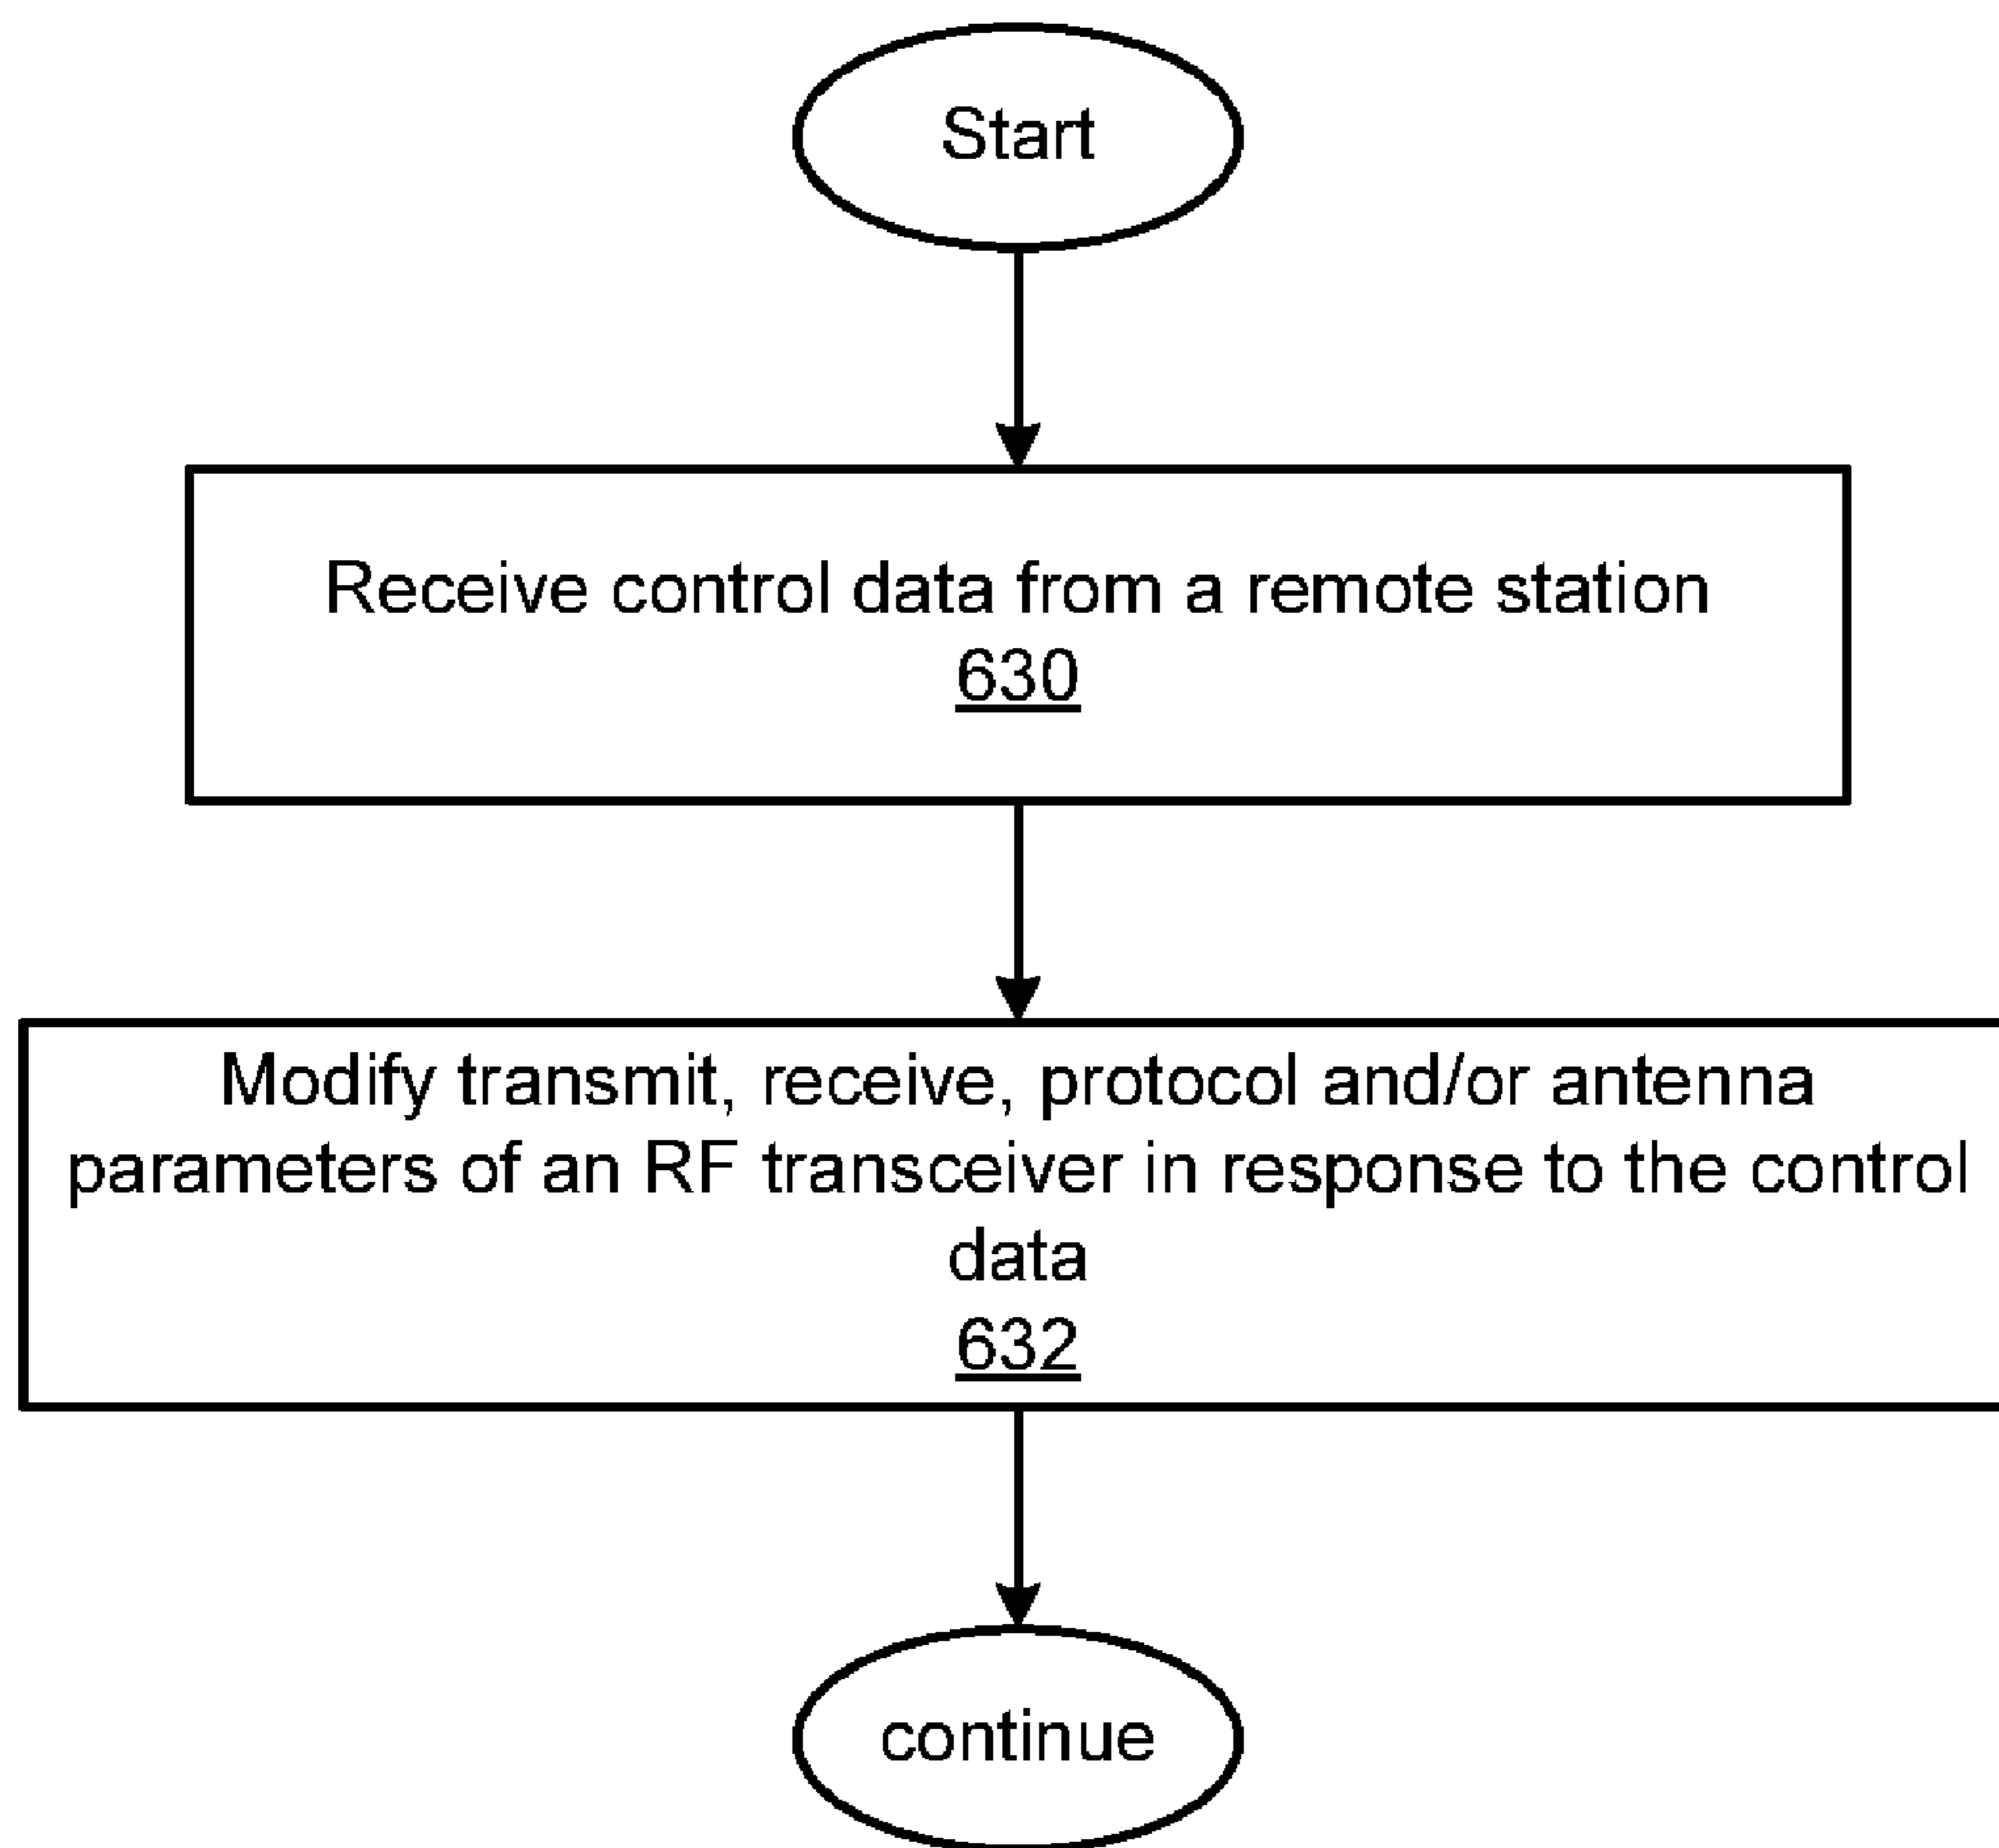 Start
Receive control data from a remote station
630
Modify transmit, receive, protocol and/or antenna
parameters of an RF transceiver in response to the control
data
632
continue